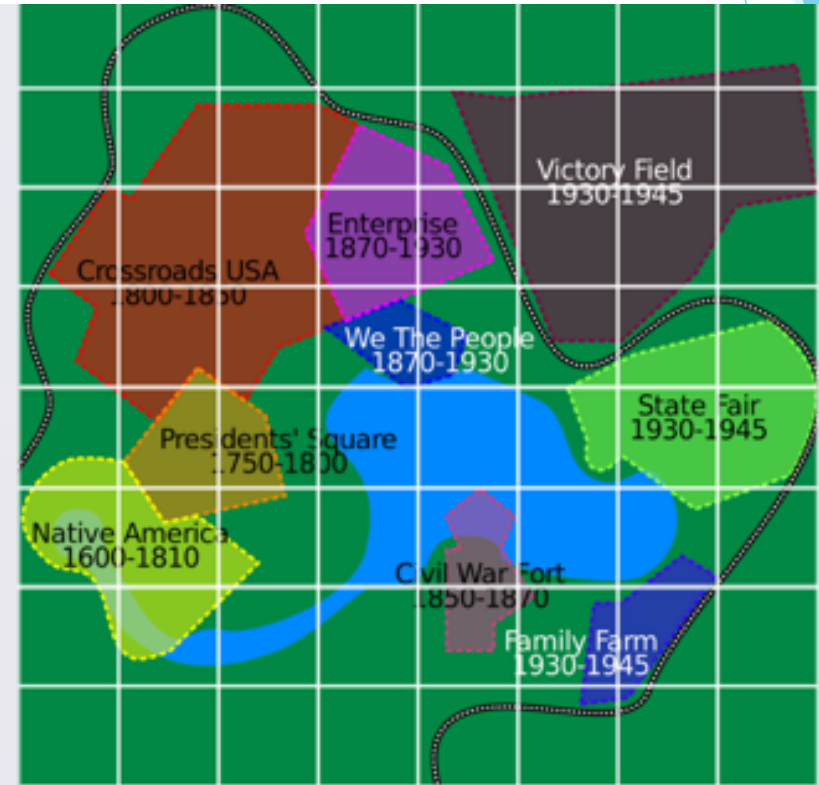 Victory Field
1930-1945
Enterprise
1870-1930
Crossroads USA
1800-1850
We The People
1870-1930
State Fair
1930-1945
Presidents' Square
1750-1800
Native America
1600-1810
Civil War Fort
1850-1870
Family Farm
1930-1945